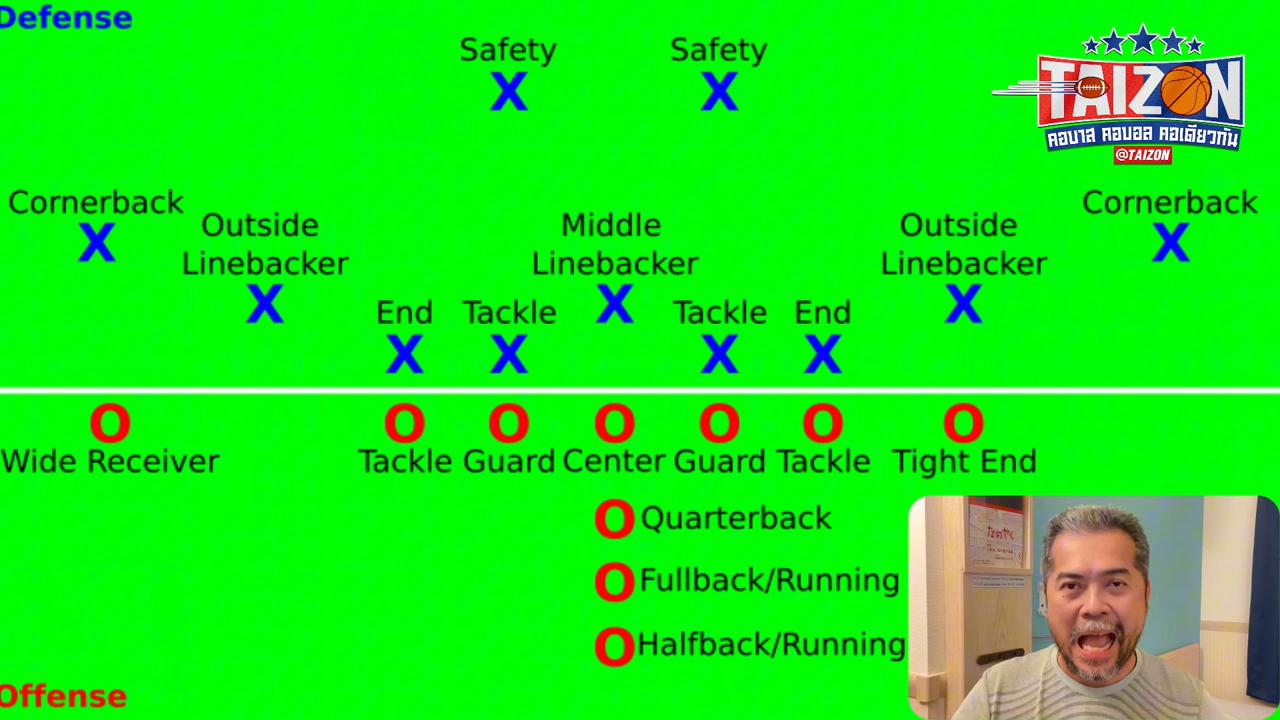 Defense
Safety
Safety
X
X
TAIZON
คอบาส คอบอล คอเดียวกัน
@TAIZON
Cornerback
Cornerback
Outside
Linebacker
Middle
Linebacker
Outside
Linebacker
X
X
X
X
X
End
Tackle
Tackle
End
X
X
X
X
O
O
O
O
O
O
O
Wide Receiver
Tackle
Guard
Center
Guard
Tackle
Tight End
O Quarterback
O Fullback/Running
O Halfback/Running
Offense